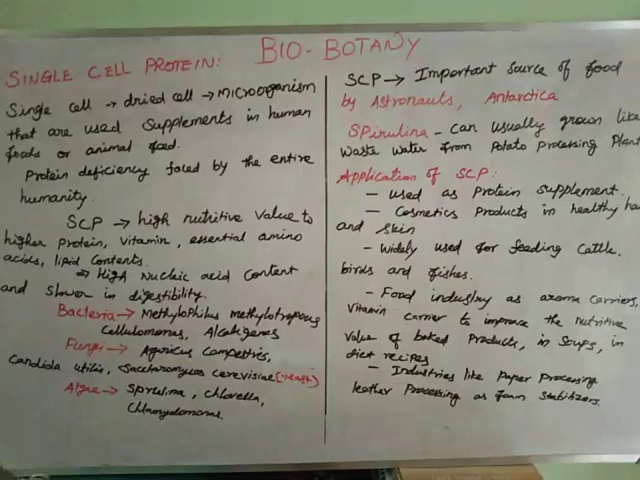 BIO-BOTANY
SINGLE CELL PROTEIN:
Single cell → dried cell → microorganism
that are used Supplements in human
foods or animal feed.
Protein deficiency faced by the entire
humanity.
SCP → high nutritive value to
higher Protein, vitamin, essential amino
acids, lipid contents.
⇒ High Nucleic acid content
and slower in digestibility.
Bacteria → Methylophilus methylotropous
Cellulomonas, Alcaligenes
Fungi → Agaricus Campestris,
Candida utilis, Saccharomyces cerevisiae (yeast)
Algae → Spirulina, chlorella,
Chlamydomonas.
SCP → Important Source of food
by Astronauts, Antarctica
SPirulina – Can usually grown like
Waste water from Potato Processing Plant
Application of SCP:
– used as Protein supplement.
– Cosmetics Products in healthy ha
and skin
– Widely used for feeding Cattle,
birds and fishes.
– Food industry as aroma carriers,
vitamin carrier to improve the nutritive
value of baked Products, in Soups, in
diet recipes
– Industries like Paper Processing
leather Processing as foam stabilizers.